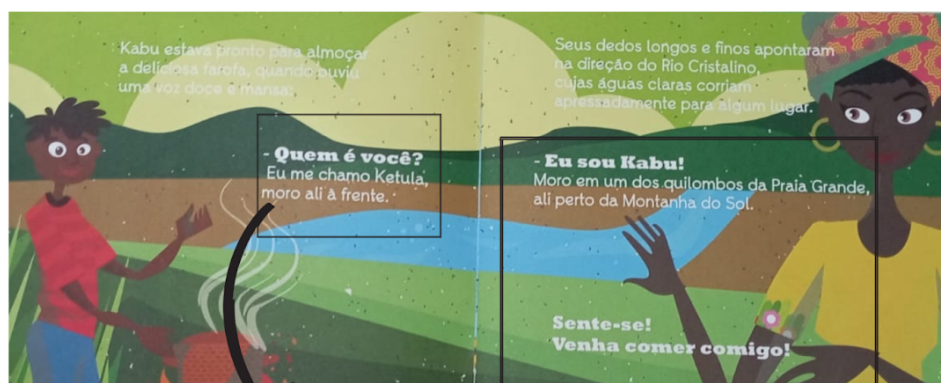 Kabu estava pronto para almoçar
a deliciosa farofa, quando ouviu
uma voz doce e mansa:
- Quem é você?
Eu me chamo Ketula,
moro ali à frente.
Seus dedos longos e finos apontaram
na direção do Rio Cristalino,
cujas águas claras corriam
apressadamente para algum lugar.
- Eu sou Kabu!
Moro em um dos quilombos da Praia Grande,
ali perto da Montanha do Sol.
Sente-se!
Venha comer comigo!